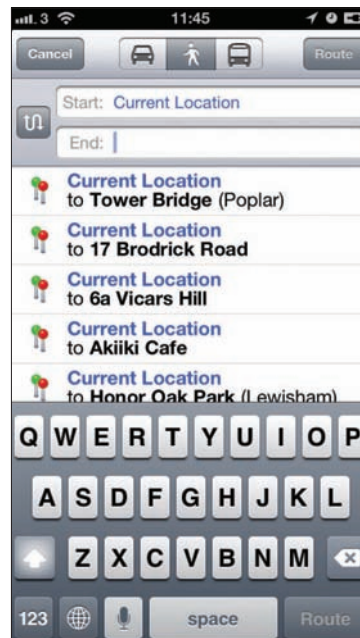 3 11:45
Cancel Route
Start: Current Location
End:
Current Location
to Tower Bridge (Poplar)
Current Location
to 17 Brodrick Road
Current Location
to 6a Vicars Hill
Current Location
to Akiiki Cafe
Current Location
to Honor Oak Park (Lewisham)
Q W E R T Y U I O P
A S D F G H J K L
Z X C V B N M
123 space Route